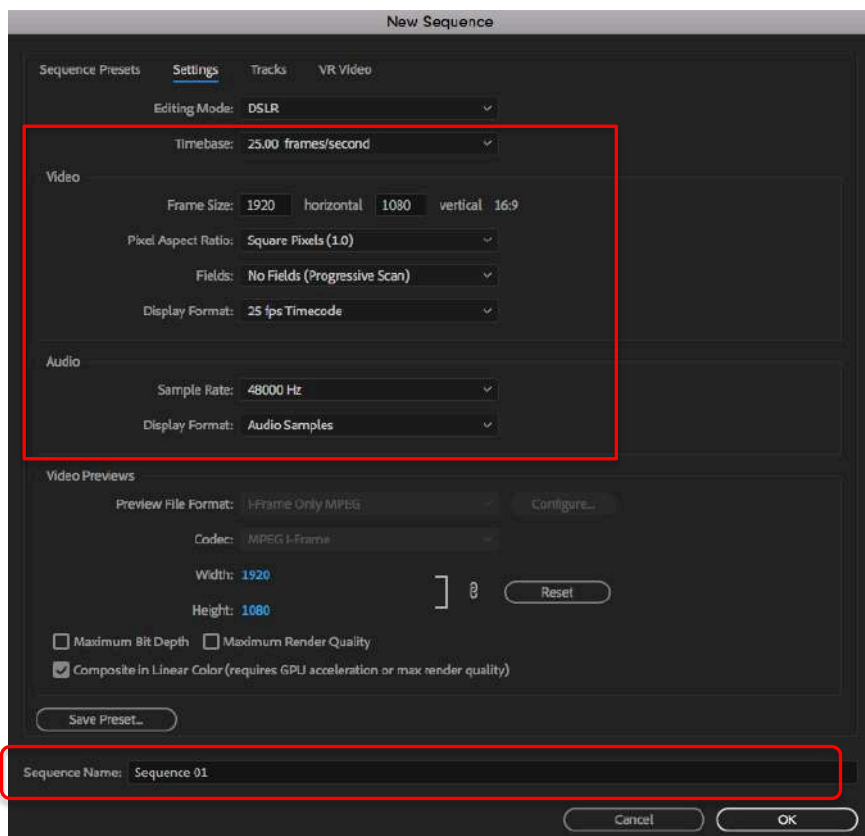 New Sequence
Sequence Presets Settings Tracks VR Video
Editing Mode: DSLR
Timebase: 25.00 frames/second
Video
Frame Size: 1920 horizontal 1080 vertical 16:9
Pixel Aspect Ratio: Square Pixels (1.0)
Fields: No Fields (Progressive Scan)
Display Format: 25 fps Timecode
Audio
Sample Rate: 48000 Hz
Display Format: Audio Samples
Video Previews
Preview File Format: I-Frame Only MPEG Configure...
Codec: MPEG I-Frame
Width: 1920
Height: 1080
Reset
Maximum Bit Depth Maximum Render Quality
Composite in Linear Color (requires GPU acceleration or max render quality)
Save Preset...
Sequence Name: Sequence 01
Cancel OK